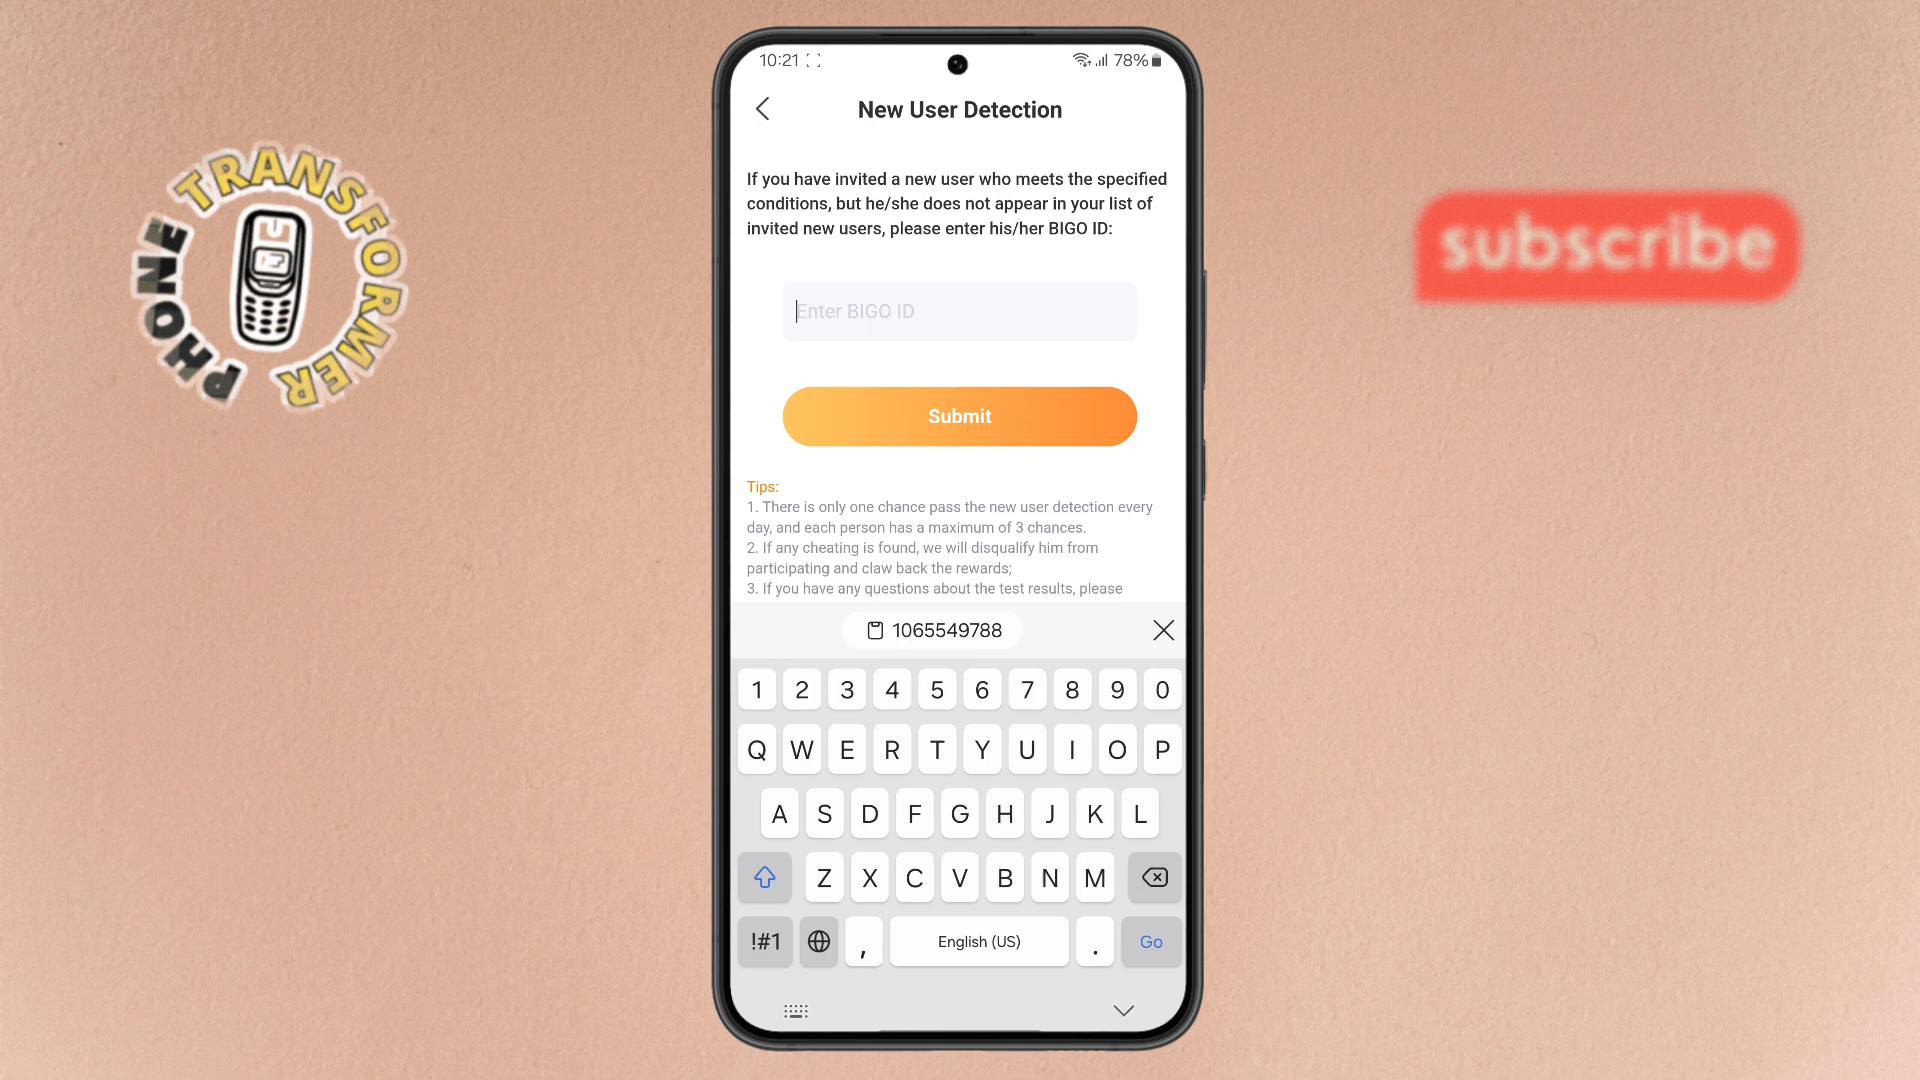 PHONE TRANSFORMER
subscribe
10:21
78%
New User Detection
If you have invited a new user who meets the specified
conditions, but he/she does not appear in your list of
invited new users, please enter his/her BIGO ID:
Enter BIGO ID
Submit
Tips:
1. There is only one chance pass the new user detection every
day, and each person has a maximum of 3 chances.
2. If any cheating is found, we will disqualify him from
participating and claw back the rewards;
3. If you have any questions about the test results, please
1065549788
1 2 3 4 5 6 7 8 9 0
Q W E R T Y U I O P
A S D F G H J K L
Z X C V B N M
!#1 , English (US) . Go